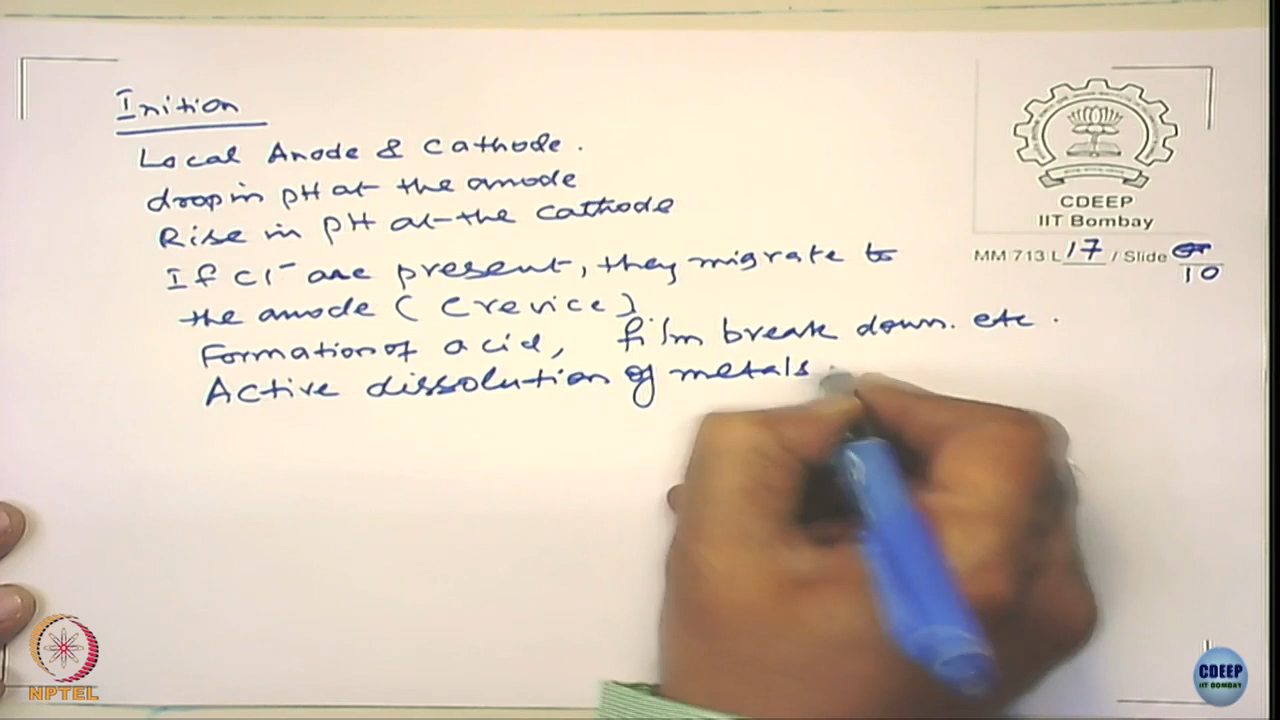 Inition
Local Anode & cathode.
drop in pH at the anode
Rise in pH at the cathode
If Cl⁻ are present, they migrate to
the anode (Crevice)
Formation of acid, film break down. etc.
Active dissolution of metals.
CDEEP
IIT Bombay
MM 713 L 17 / Slide 10
NPTEL
CDEEP
IIT BOMBAY